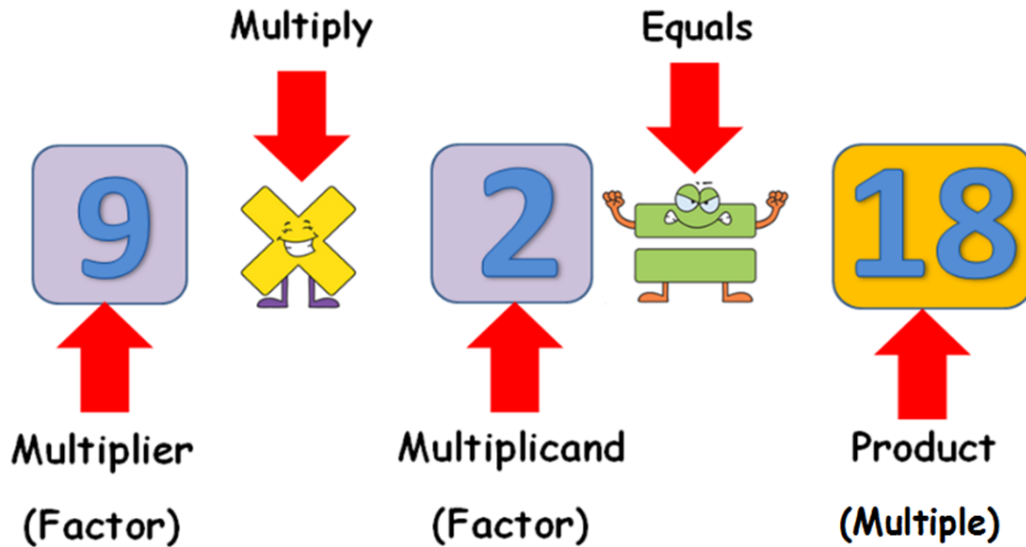 Multiply Equals
9 2 18
Multiplier Multiplicand Product
(Factor) (Factor) (Multiple)